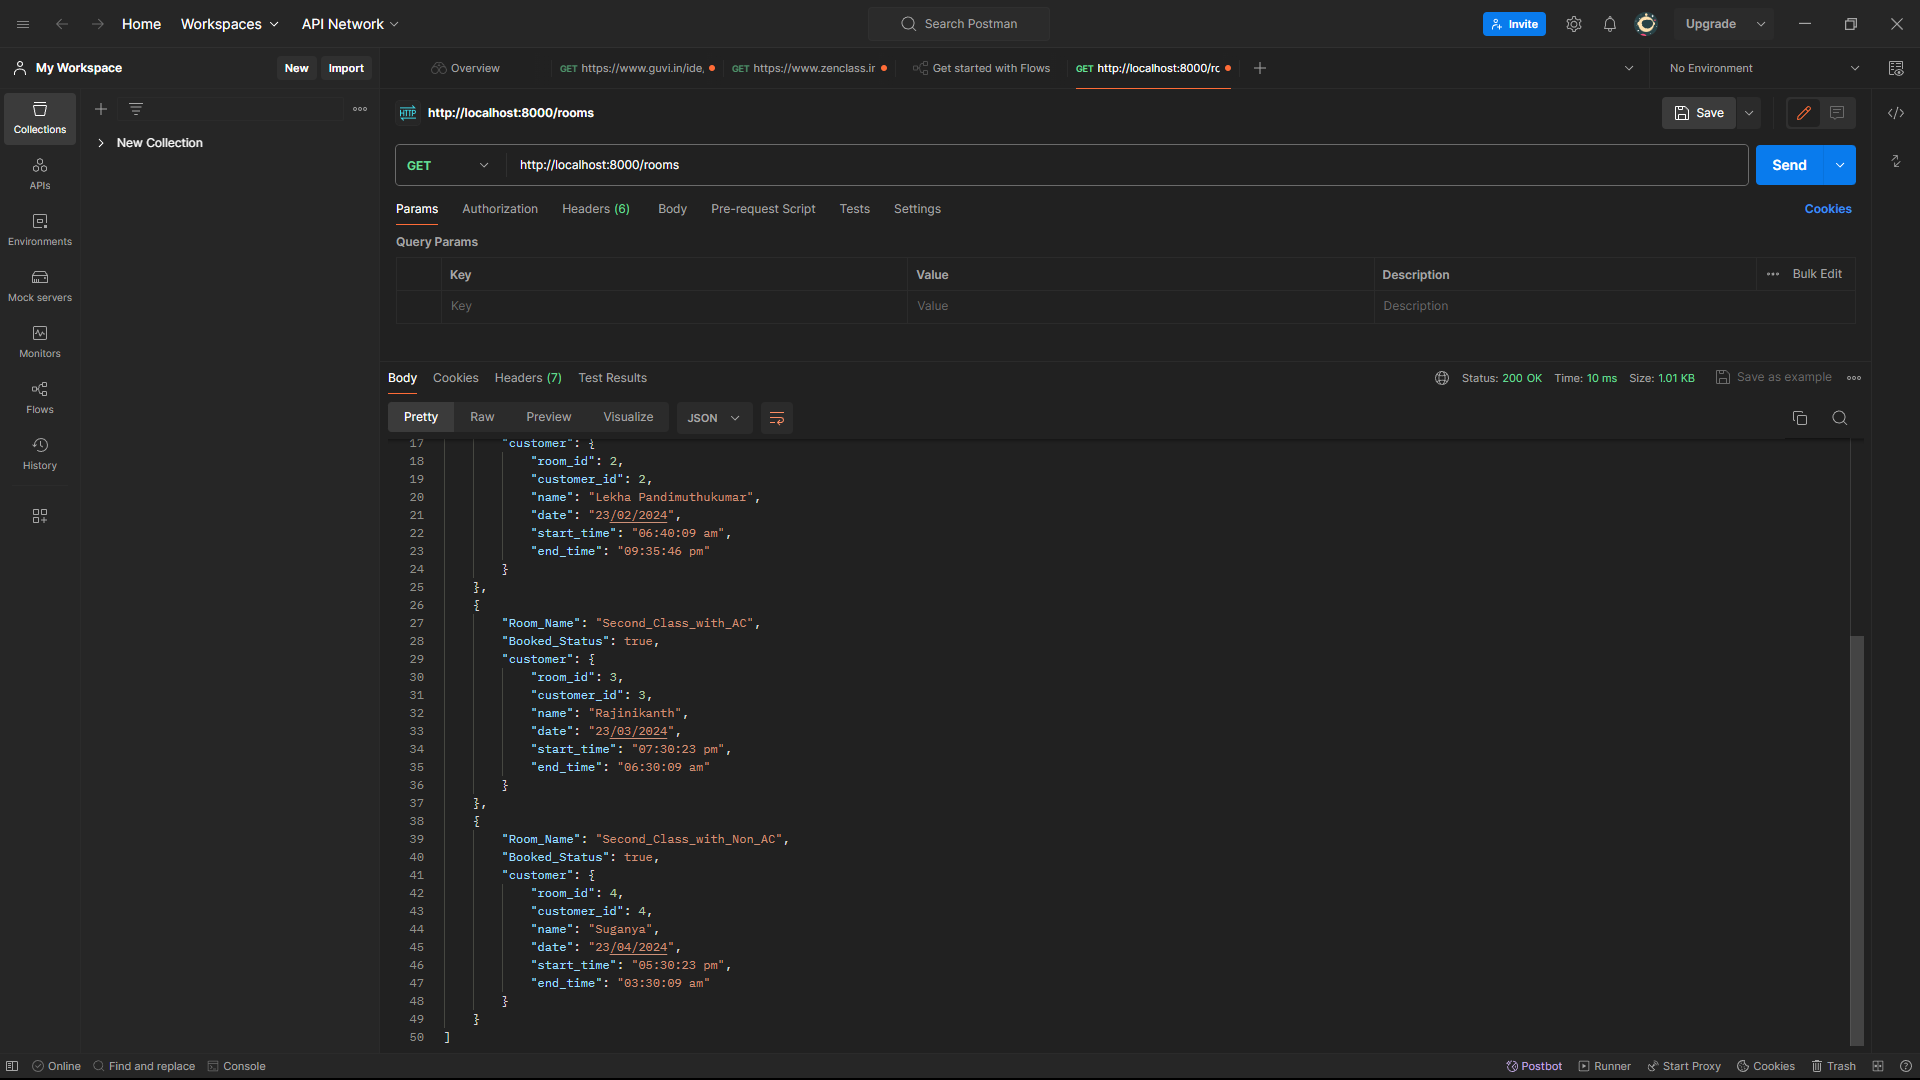 Home Workspaces API Network Search Postman Invite Upgrade
My Workspace New Import Overview GET https://www.guvi.in/ide, GET https://www.zenclass.ir Get started with Flows GET http://localhost:8000/rc No Environment
Collections
New Collection
APIs
Environments
Mock servers
Monitors
Flows
History
HTTP http://localhost:8000/rooms Save
GET http://localhost:8000/rooms Send
Params Authorization Headers (6) Body Pre-request Script Tests Settings Cookies
Query Params
Key Value Description Bulk Edit
Key Value Description
Body Cookies Headers (7) Test Results Status: 200 OK Time: 10 ms Size: 1.01 KB Save as example
Pretty Raw Preview Visualize JSON
17 "customer": {
18 "room_id": 2,
19 "customer_id": 2,
20 "name": "Lekha Pandimuthukumar",
21 "date": "23/02/2024",
22 "start_time": "06:40:09 am",
23 "end_time": "09:35:46 pm"
24 }
25 },
26 {
27 "Room_Name": "Second_Class_with_AC",
28 "Booked_Status": true,
29 "customer": {
30 "room_id": 3,
31 "customer_id": 3,
32 "name": "Rajinikanth",
33 "date": "23/03/2024",
34 "start_time": "07:30:23 pm",
35 "end_time": "06:30:09 am"
36 }
37 },
38 {
39 "Room_Name": "Second_Class_with_Non_AC",
40 "Booked_Status": true,
41 "customer": {
42 "room_id": 4,
43 "customer_id": 4,
44 "name": "Suganya",
45 "date": "23/04/2024",
46 "start_time": "05:30:23 pm",
47 "end_time": "03:30:09 am"
48 }
49 }
50 ]
Online Find and replace Console Postbot Runner Start Proxy Cookies Trash